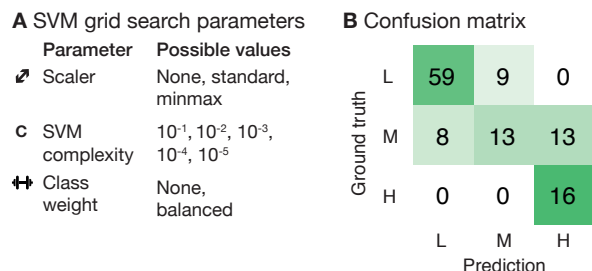 A SVM grid search parameters
Parameter Possible values
Scaler None, standard,
minmax
C SVM 10⁻¹, 10⁻², 10⁻³,
complexity 10⁻⁴, 10⁻⁵
Class None,
weight balanced
B Confusion matrix
Ground truth
L 59 9 0
M 8 13 13
H 0 0 16
L M H
Prediction